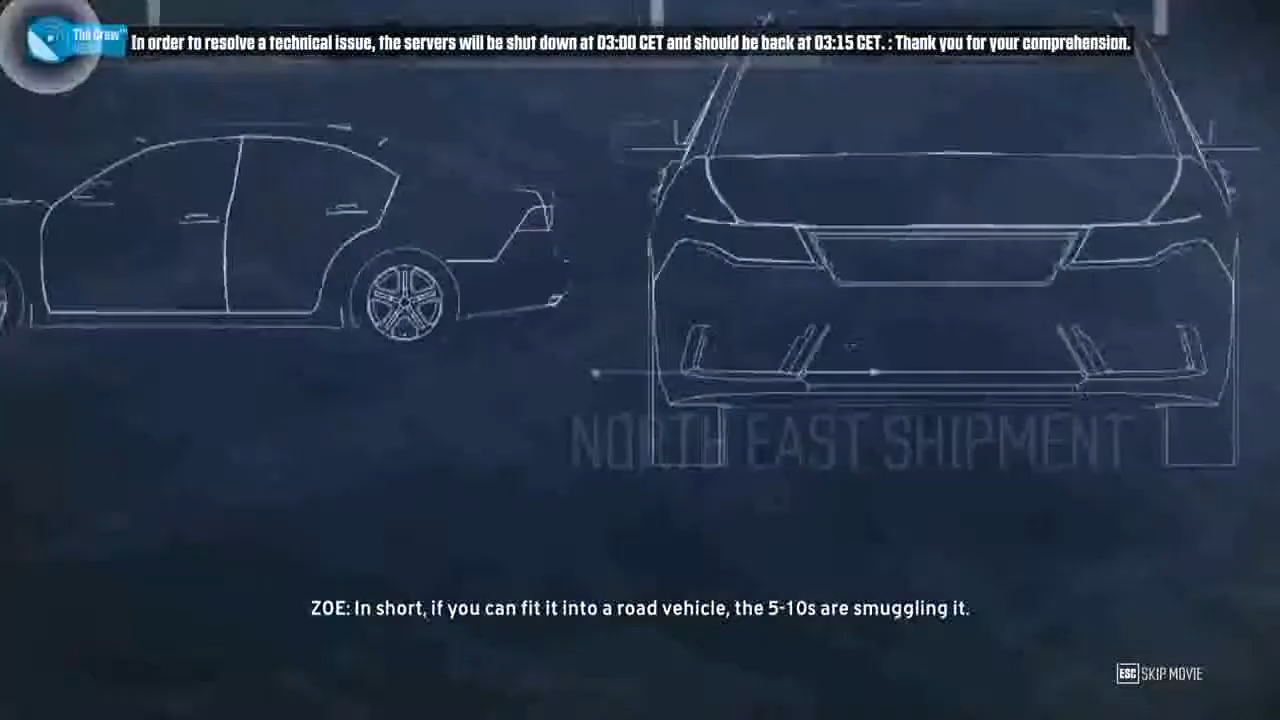 The Crew™
In order to resolve a technical issue, the servers will be shut down at 03:00 CET and should be back at 03:15 CET. : Thank you for your comprehension.
NORTH EAST SHIPMENT
ZOE: In short, if you can fit it into a road vehicle, the 5-10s are smuggling it.
ESC SKIP MOVIE